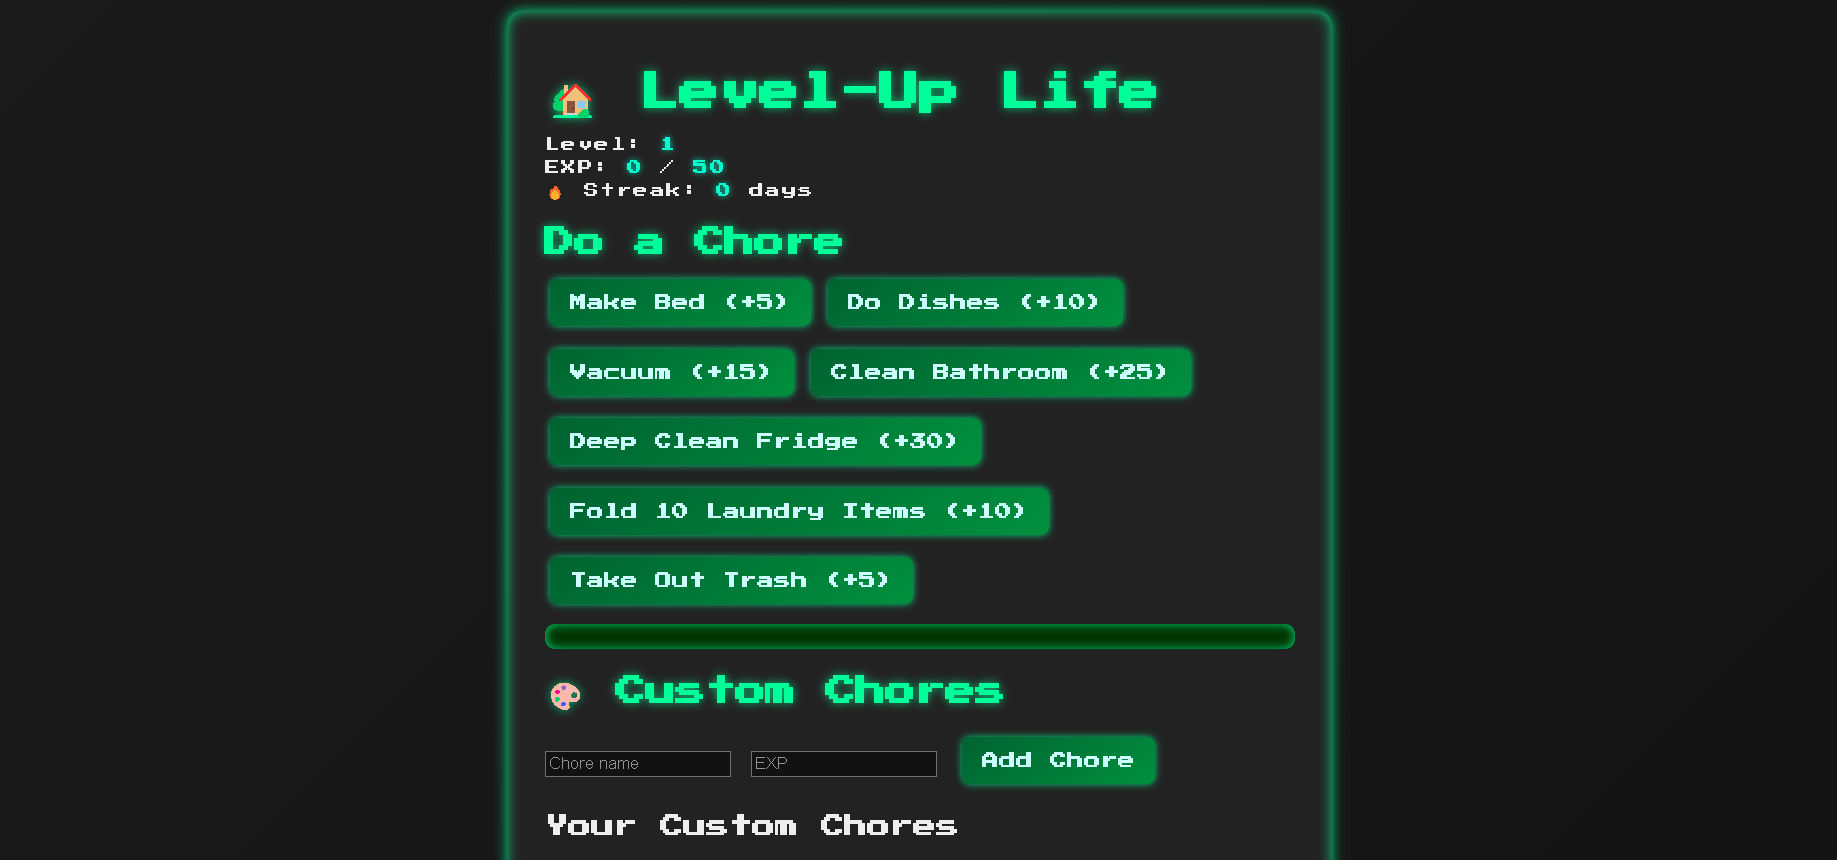 Level-Up Life
Level: 1
EXP: 0 / 50
Streak: 0 days
Do a Chore
Make Bed (+5) Do Dishes (+10)
Vacuum (+15) Clean Bathroom (+25)
Deep Clean Fridge (+30)
Fold 10 Laundry Items (+10)
Take Out Trash (+5)
Custom Chores
Chore name EXP Add Chore
Your Custom Chores